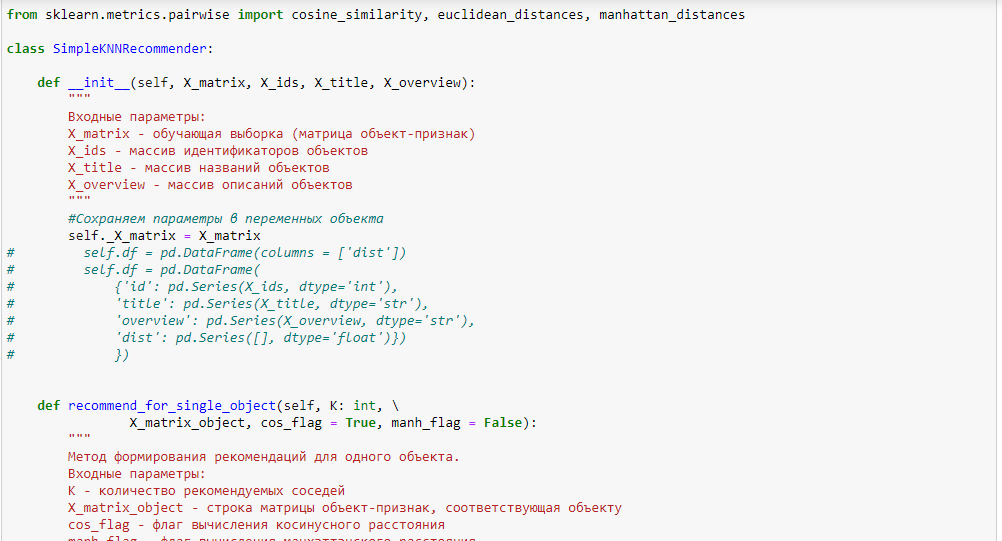 from sklearn.metrics.pairwise import cosine_similarity, euclidean_distances, manhattan_distances

class SimpleKNNRecommender:

    def __init__(self, X_matrix, X_ids, X_title, X_overview):
        """
        Входные параметры:
        X_matrix - обучающая выборка (матрица объект-признак)
        X_ids - массив идентификаторов объектов
        X_title - массив названий объектов
        X_overview - массив описаний объектов
        """
        #Сохраняем параметры в переменных объекта
        self._X_matrix = X_matrix
#         self.df = pd.DataFrame(columns = ['dist'])
#         self.df = pd.DataFrame(
#             {'id': pd.Series(X_ids, dtype='int'),
#             'title': pd.Series(X_title, dtype='str'),
#             'overview': pd.Series(X_overview, dtype='str'),
#             'dist': pd.Series([], dtype='float')})
#             })

    def recommend_for_single_object(self, K: int, \
                X_matrix_object, cos_flag = True, manh_flag = False):
        """
        Метод формирования рекомендаций для одного объекта.
        Входные параметры:
        K - количество рекомендуемых соседей
        X_matrix_object - строка матрицы объект-признак, соответствующая объекту
        cos_flag - флаг вычисления косинусного расстояния
        manh_flag - флаг вычисления манхэттанского расстояния